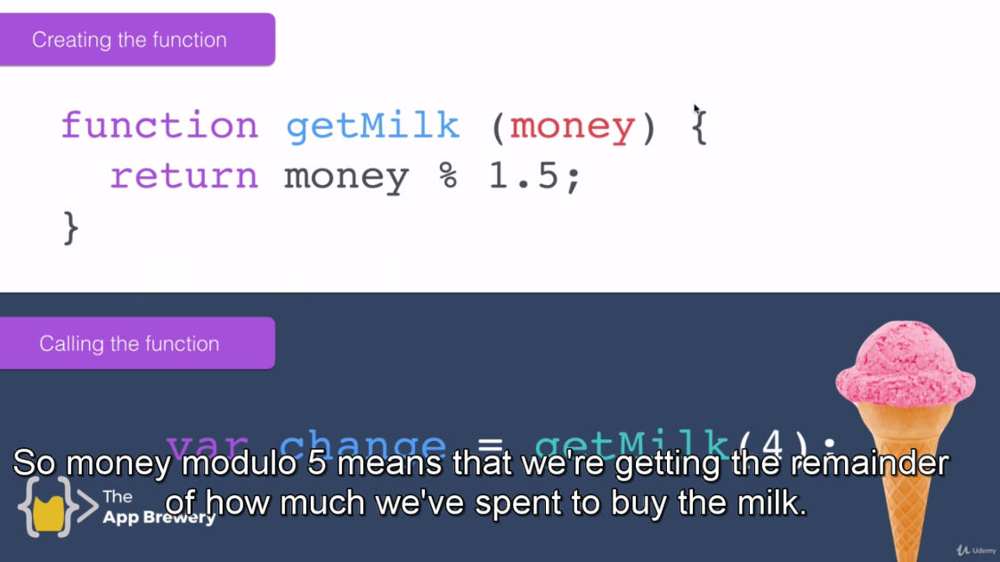 Creating the function
function getMilk (money) {
return money % 1.5;
}
Calling the function
var change = getMilk(4);
So money modulo 5 means that we're getting the remainder
of how much we've spent to buy the milk.
The
App Brewery
Udemy